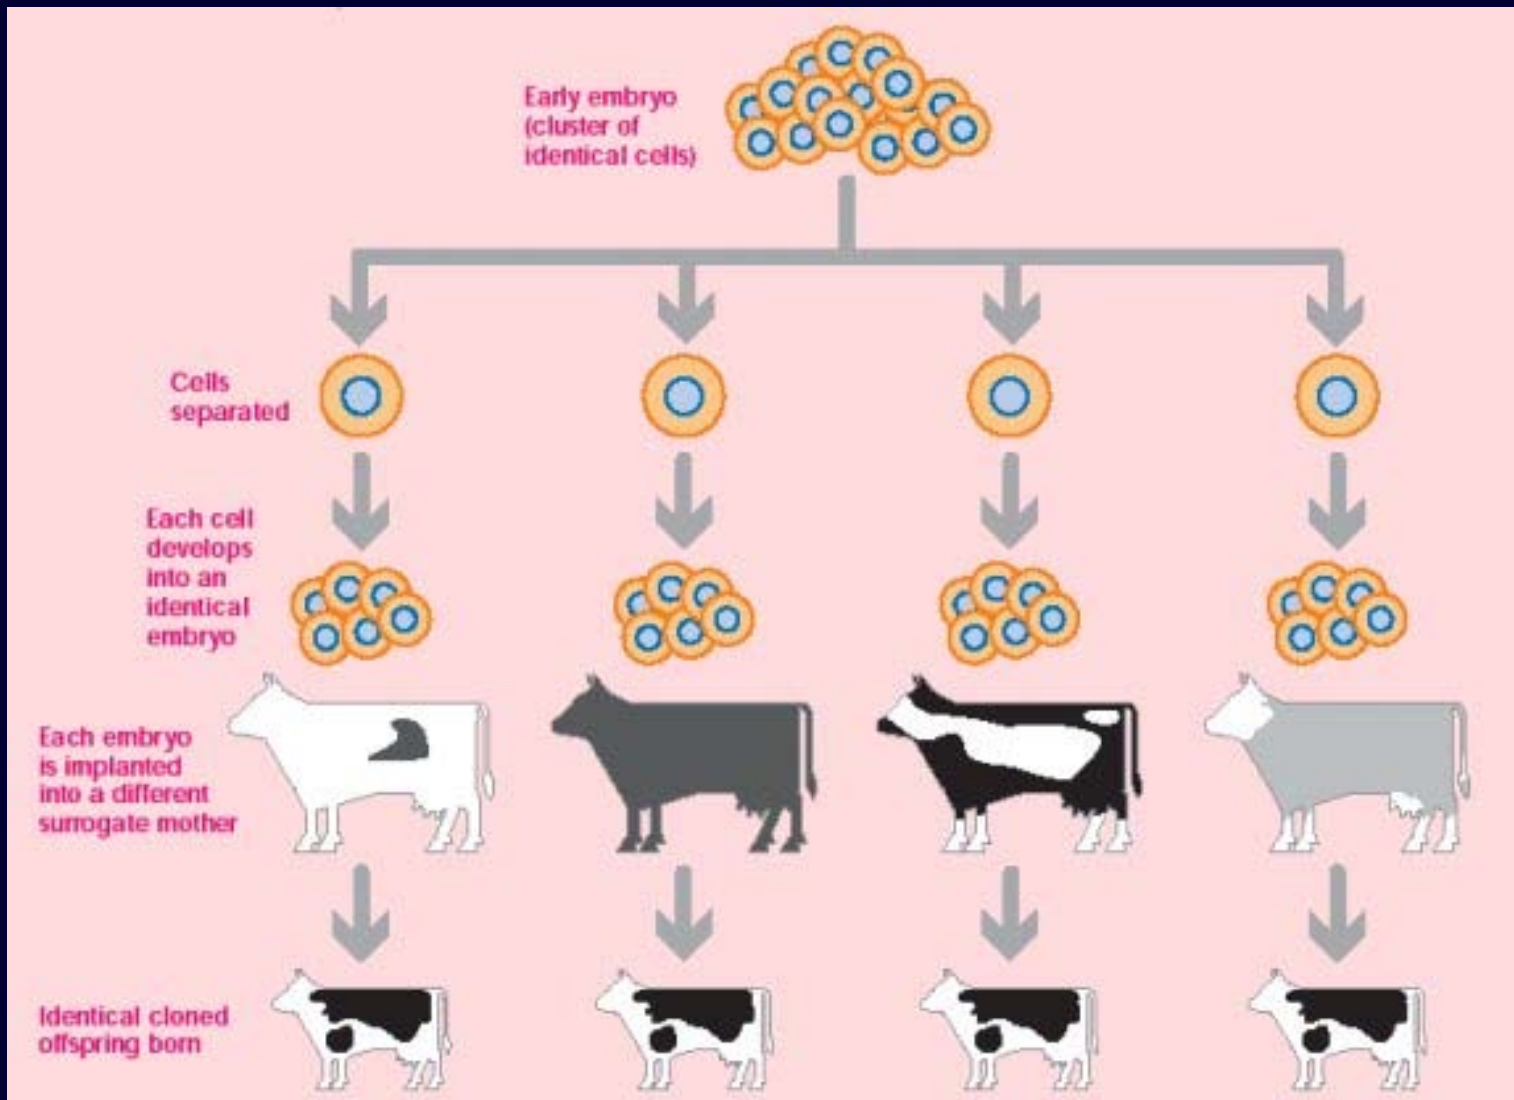 Early embryo
(cluster of
identical cells)
Cells
separated
Each cell
develops
into an
identical
embryo
Each embryo
is implanted
into a different
surrogate mother
Identical cloned
offspring born